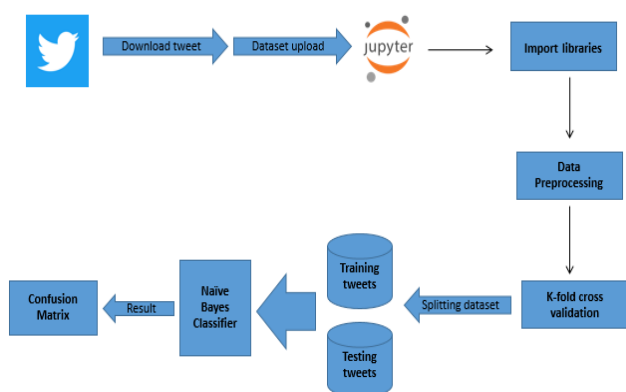 Download tweet
Dataset upload
jupyter
Import libraries
Data
Preprocessing
K-fold cross
validation
Splitting dataset
Training
tweets
Testing
tweets
Naïve
Bayes
Classifier
Result
Confusion
Matrix